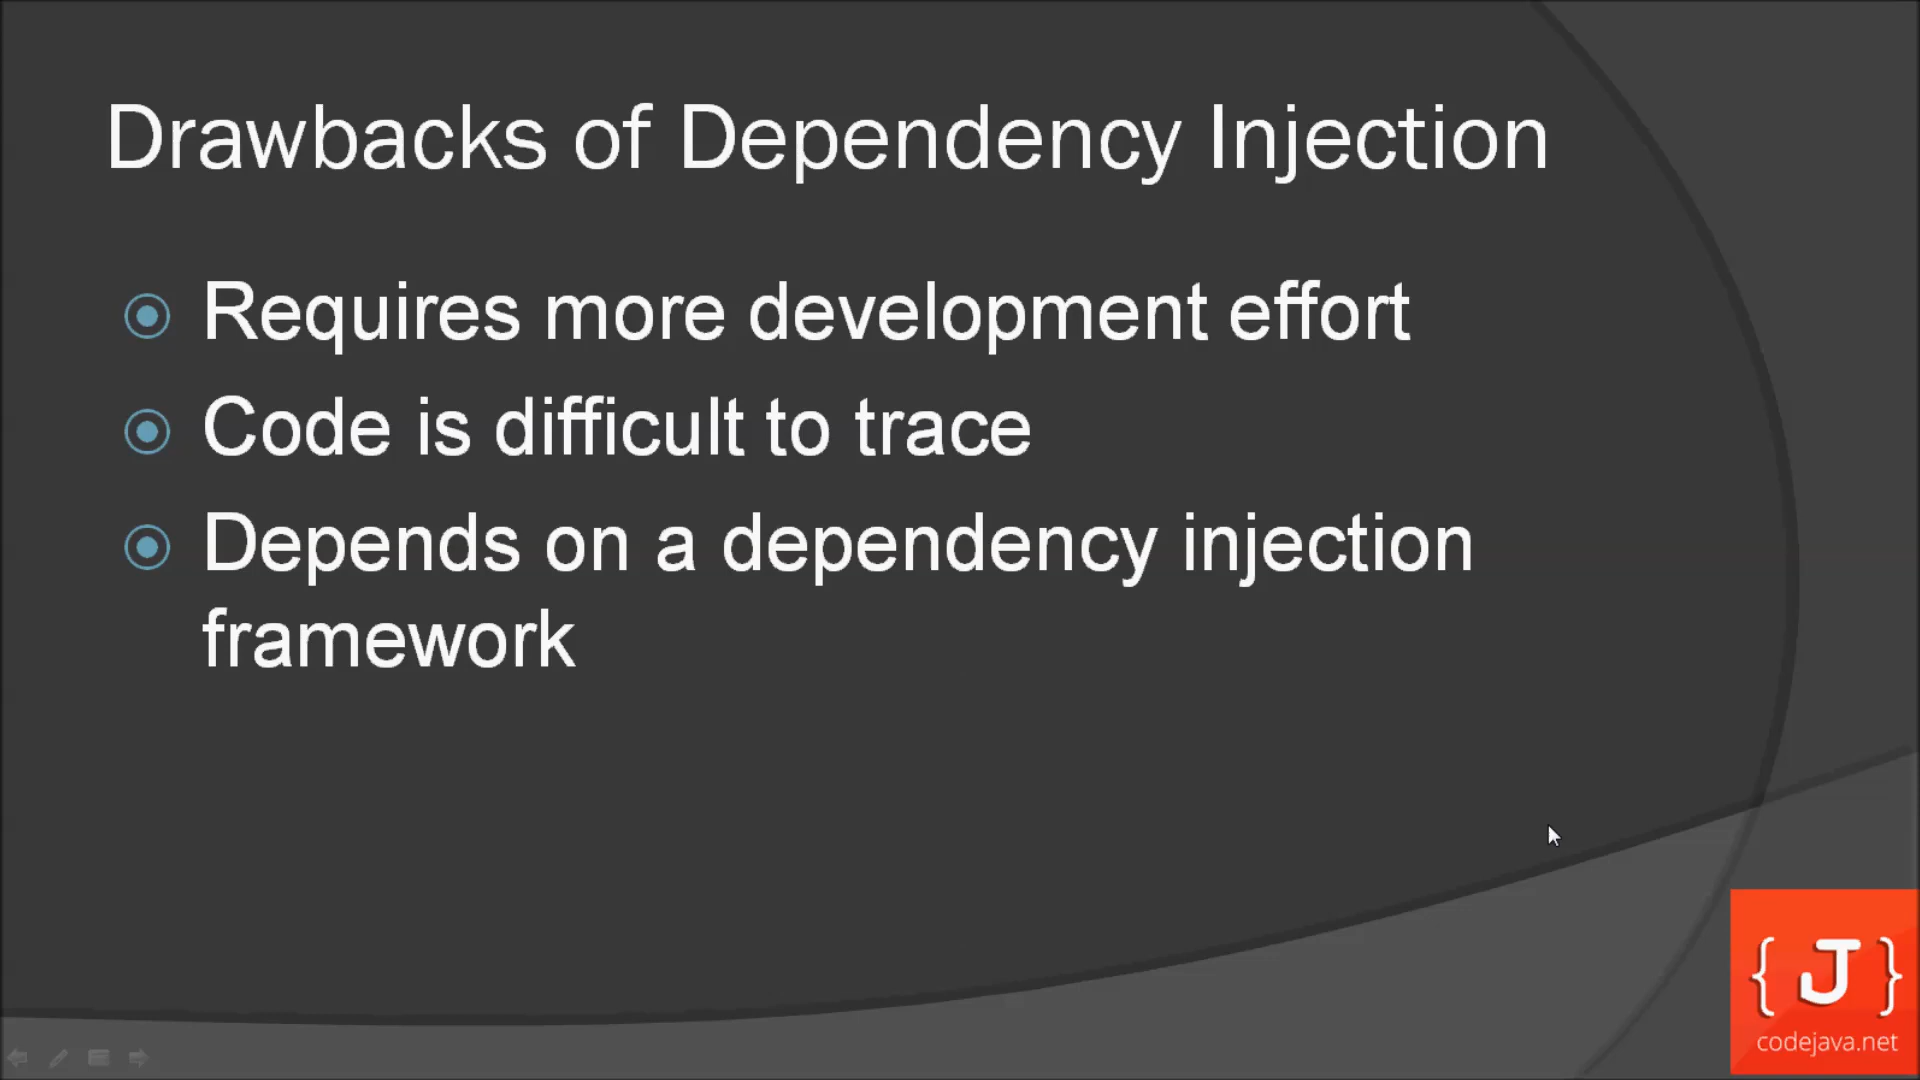 Drawbacks of Dependency Injection
Requires more development effort
Code is difficult to trace
Depends on a dependency injection
framework
{ J }
codejava.net